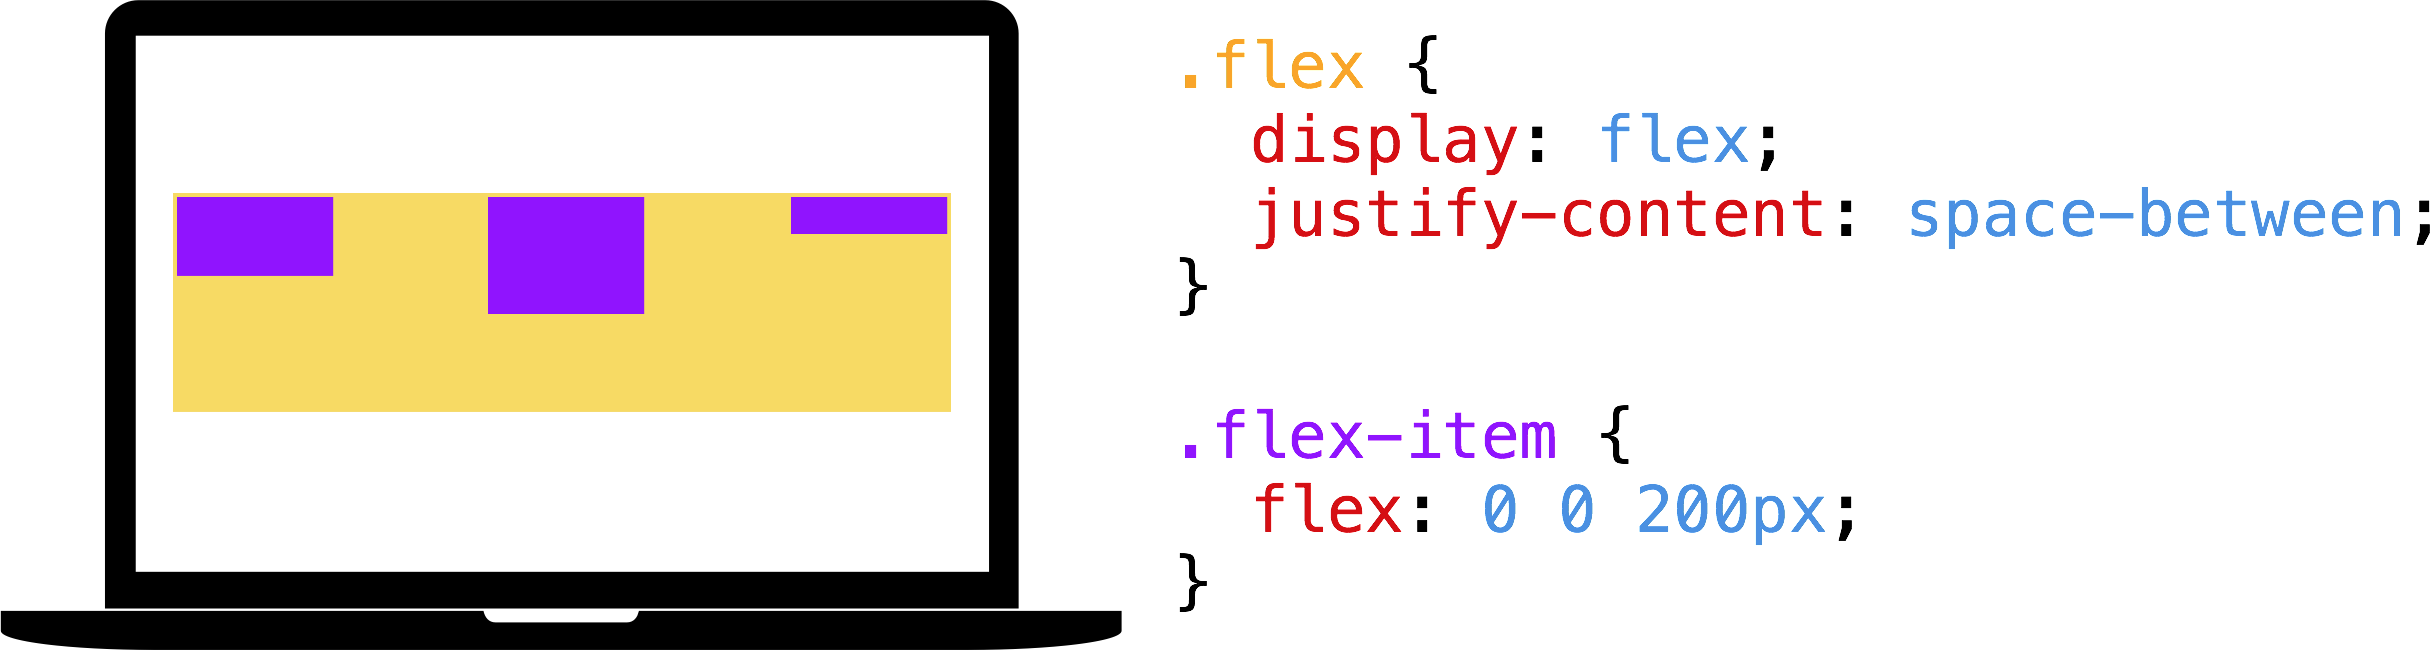 .flex {
  display: flex;
  justify-content: space-between;
}
.flex-item {
  flex: 0 0 200px;
}